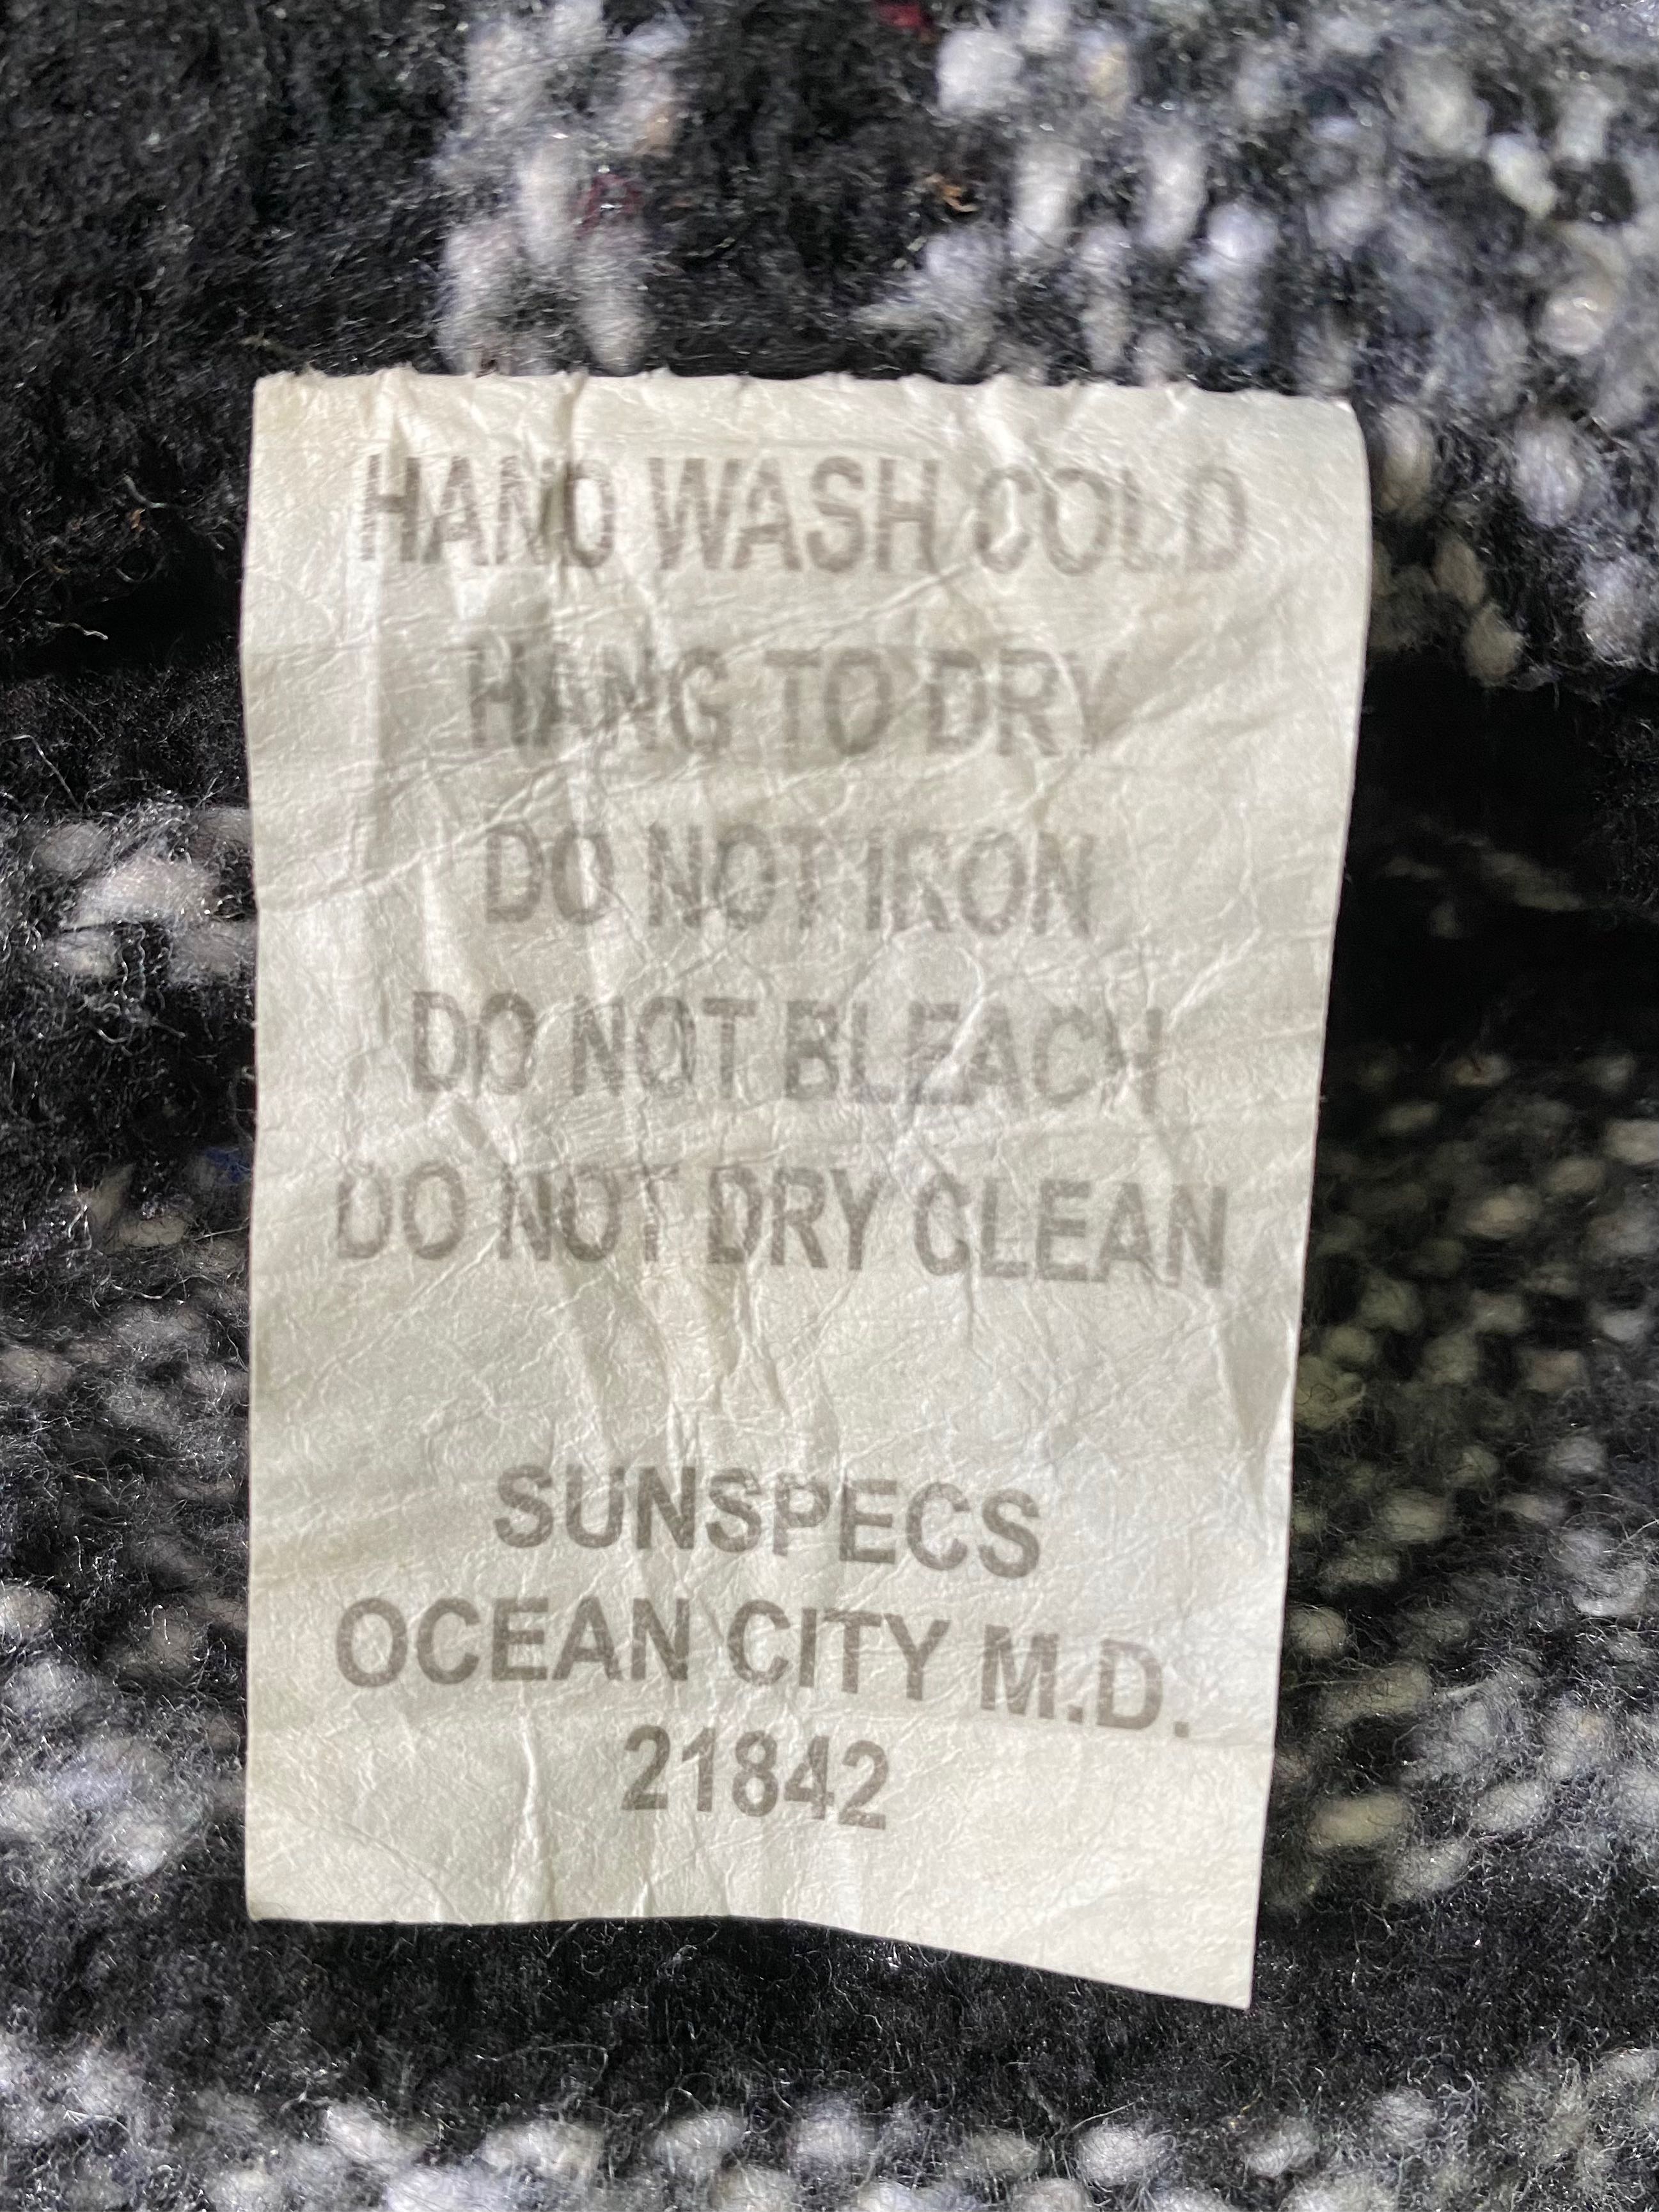 HAND WASH COLD
HANG TO DRY
DO NOT IRON
DO NOT BLEACH
DO NOT DRY CLEAN
SUNSPECS
OCEAN CITY M.D.
21842